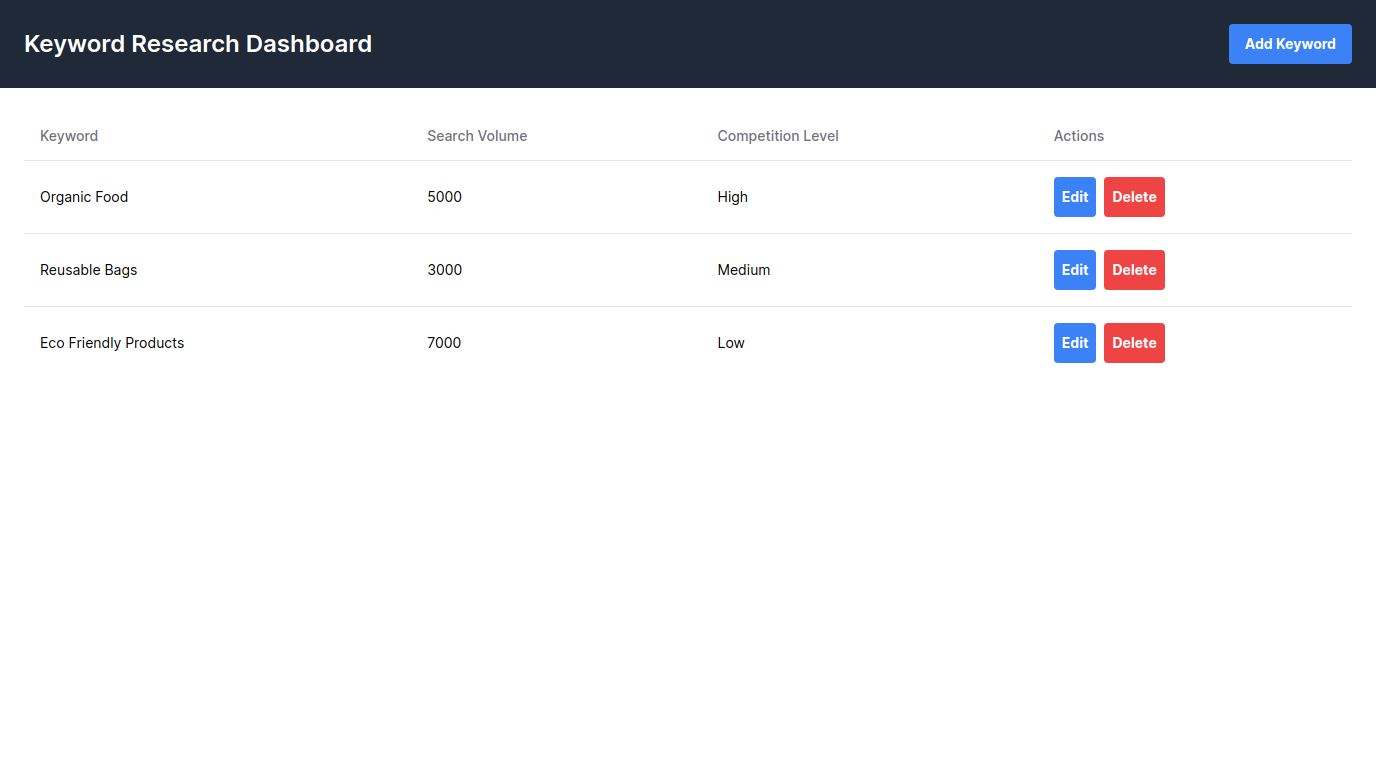 Keyword Research Dashboard Add Keyword
Keyword Search Volume Competition Level Actions
Organic Food 5000 High Edit Delete
Reusable Bags 3000 Medium Edit Delete
Eco Friendly Products 7000 Low Edit Delete